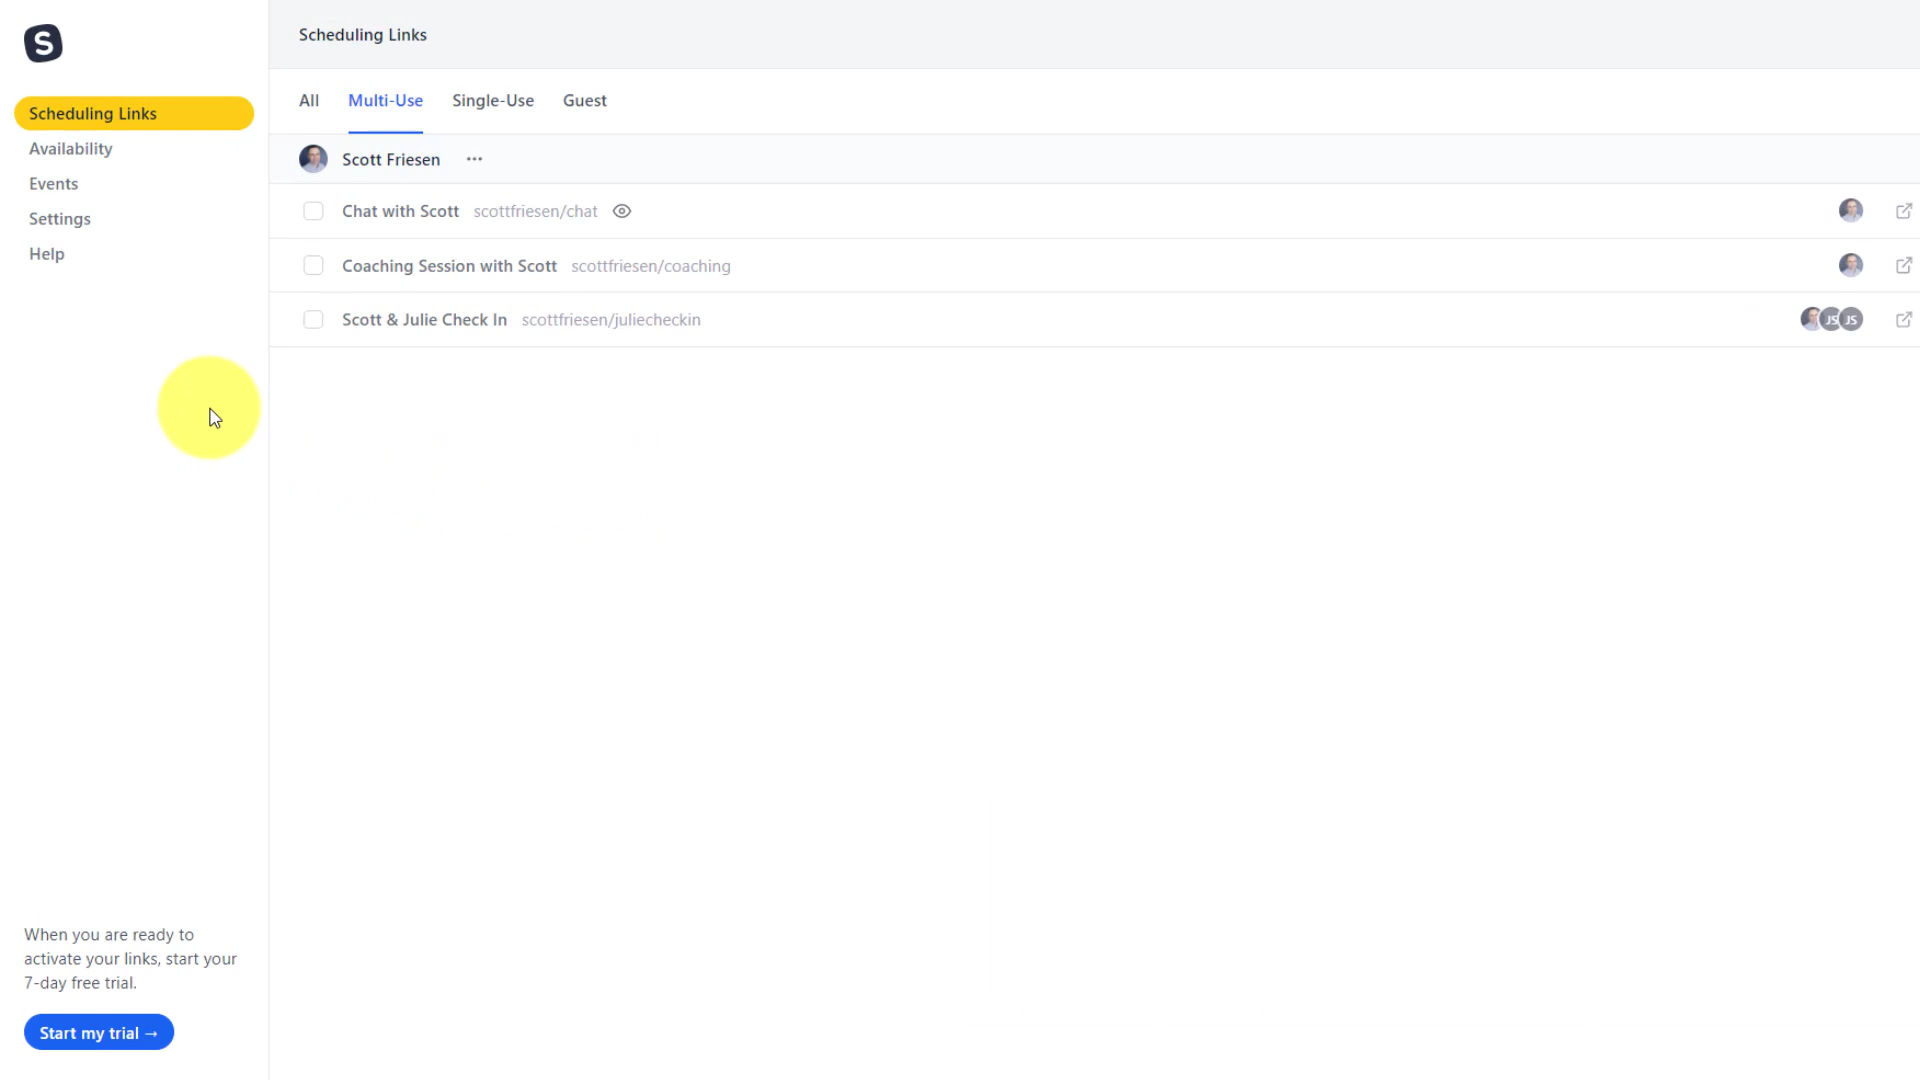 S
Scheduling Links
Availability
Events
Settings
Help
When you are ready to
activate your links, start your
7-day free trial.
Start my trial →
Scheduling Links
All Multi-Use Single-Use Guest
Scott Friesen ···
Chat with Scott scottfriesen/chat
Coaching Session with Scott scottfriesen/coaching
Scott & Julie Check In scottfriesen/juliecheckin JS JS